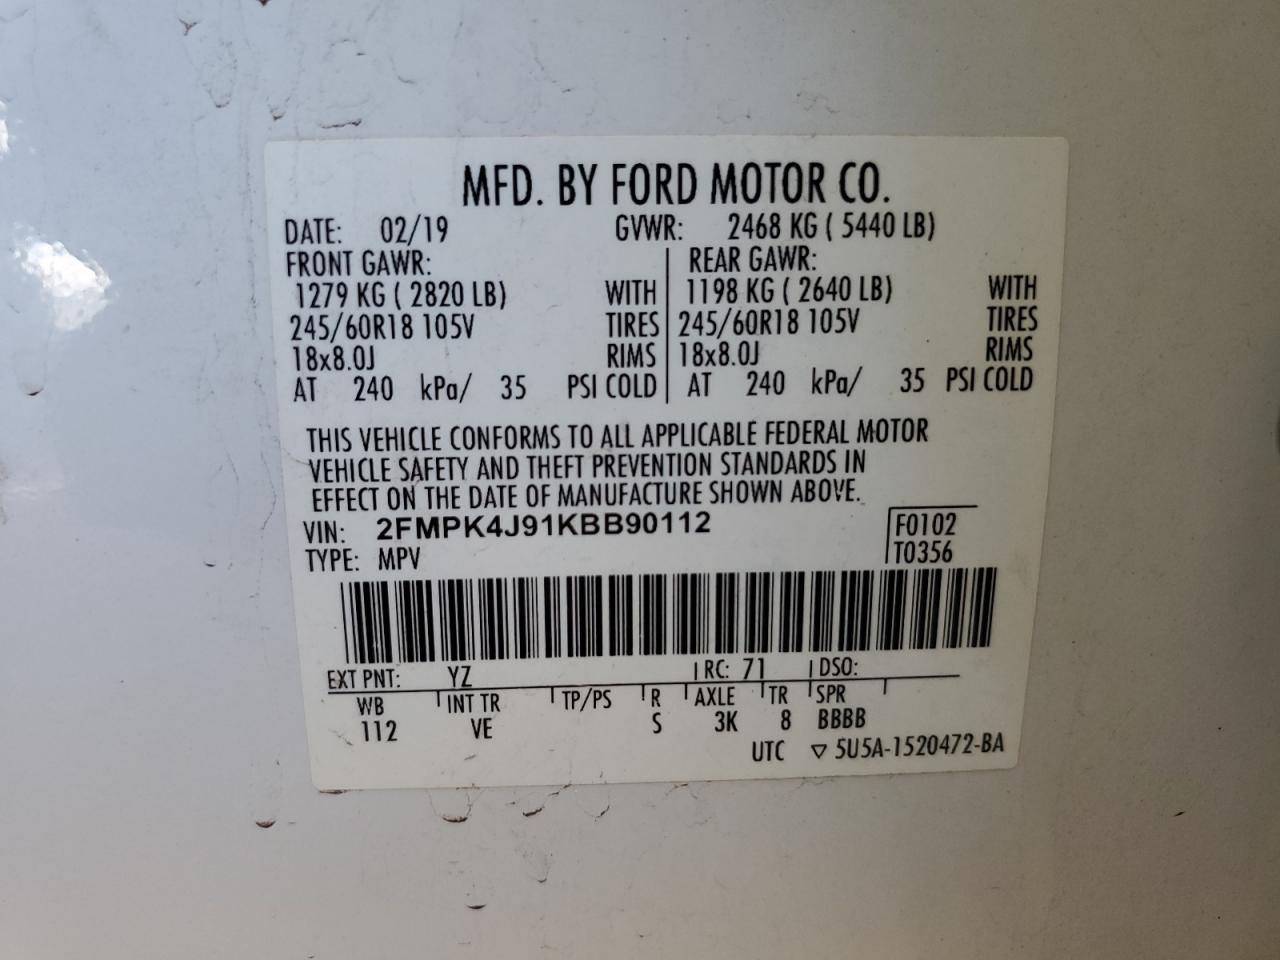 MFD. BY FORD MOTOR CO.
DATE: 02/19 GVWR: 2468 KG ( 5440 LB)
FRONT GAWR: REAR GAWR:
1279 KG ( 2820 LB) WITH 1198 KG ( 2640 LB) WITH
245/60R18 105V TIRES 245/60R18 105V TIRES
18x8.0J RIMS 18x8.0J RIMS
AT 240 kPa/ 35 PSI COLD AT 240 kPa/ 35 PSI COLD
THIS VEHICLE CONFORMS TO ALL APPLICABLE FEDERAL MOTOR
VEHICLE SAFETY AND THEFT PREVENTION STANDARDS IN
EFFECT ON THE DATE OF MANUFACTURE SHOWN ABOVE.
VIN: 2FMPK4J91KBB90112 F0102
TYPE: MPV T0356
EXT PNT: YZ RC: 71 DSO:
WB INT TR TP/PS R AXLE TR SPR
112 VE S 3K 8 BBBB
UTC ▽ 5U5A-1520472-BA